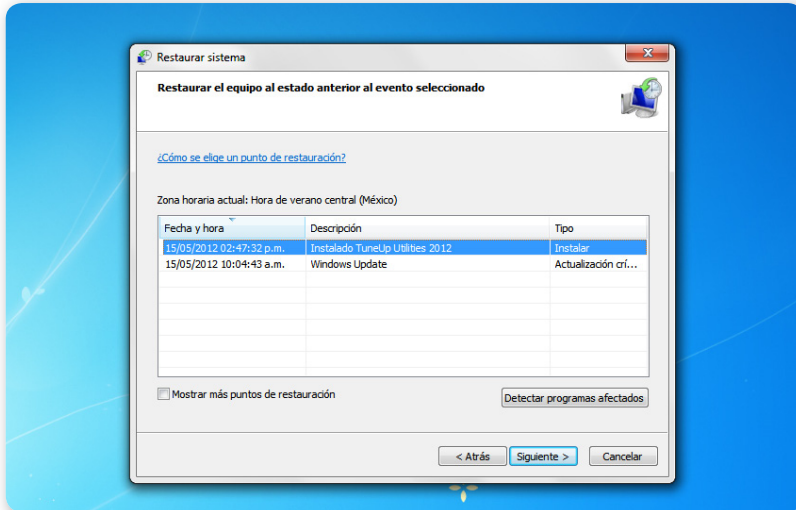 Restaurar sistema
Restaurar el equipo al estado anterior al evento seleccionado
¿Cómo se elige un punto de restauración?
Zona horaria actual: Hora de verano central (México)
Fecha y hora Descripción Tipo
15/05/2012 02:47:32 p.m. Instalado TuneUp Utilities 2012 Instalar
15/05/2012 10:04:43 a.m. Windows Update Actualización crí...
Mostrar más puntos de restauración
Detectar programas afectados
< Atrás Siguiente > Cancelar